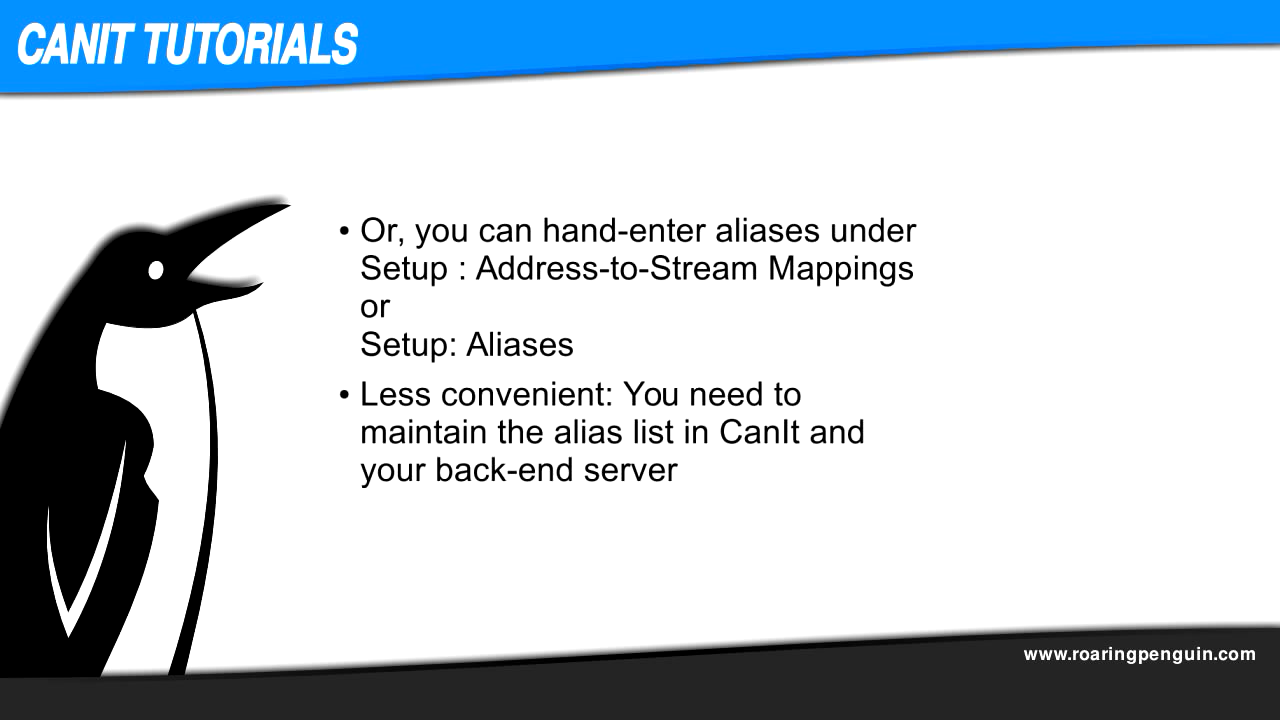 CANIT TUTORIALS
• Or, you can hand-enter aliases under
Setup : Address-to-Stream Mappings
or
Setup: Aliases
• Less convenient: You need to
maintain the alias list in CanIt and
your back-end server
www.roaringpenguin.com